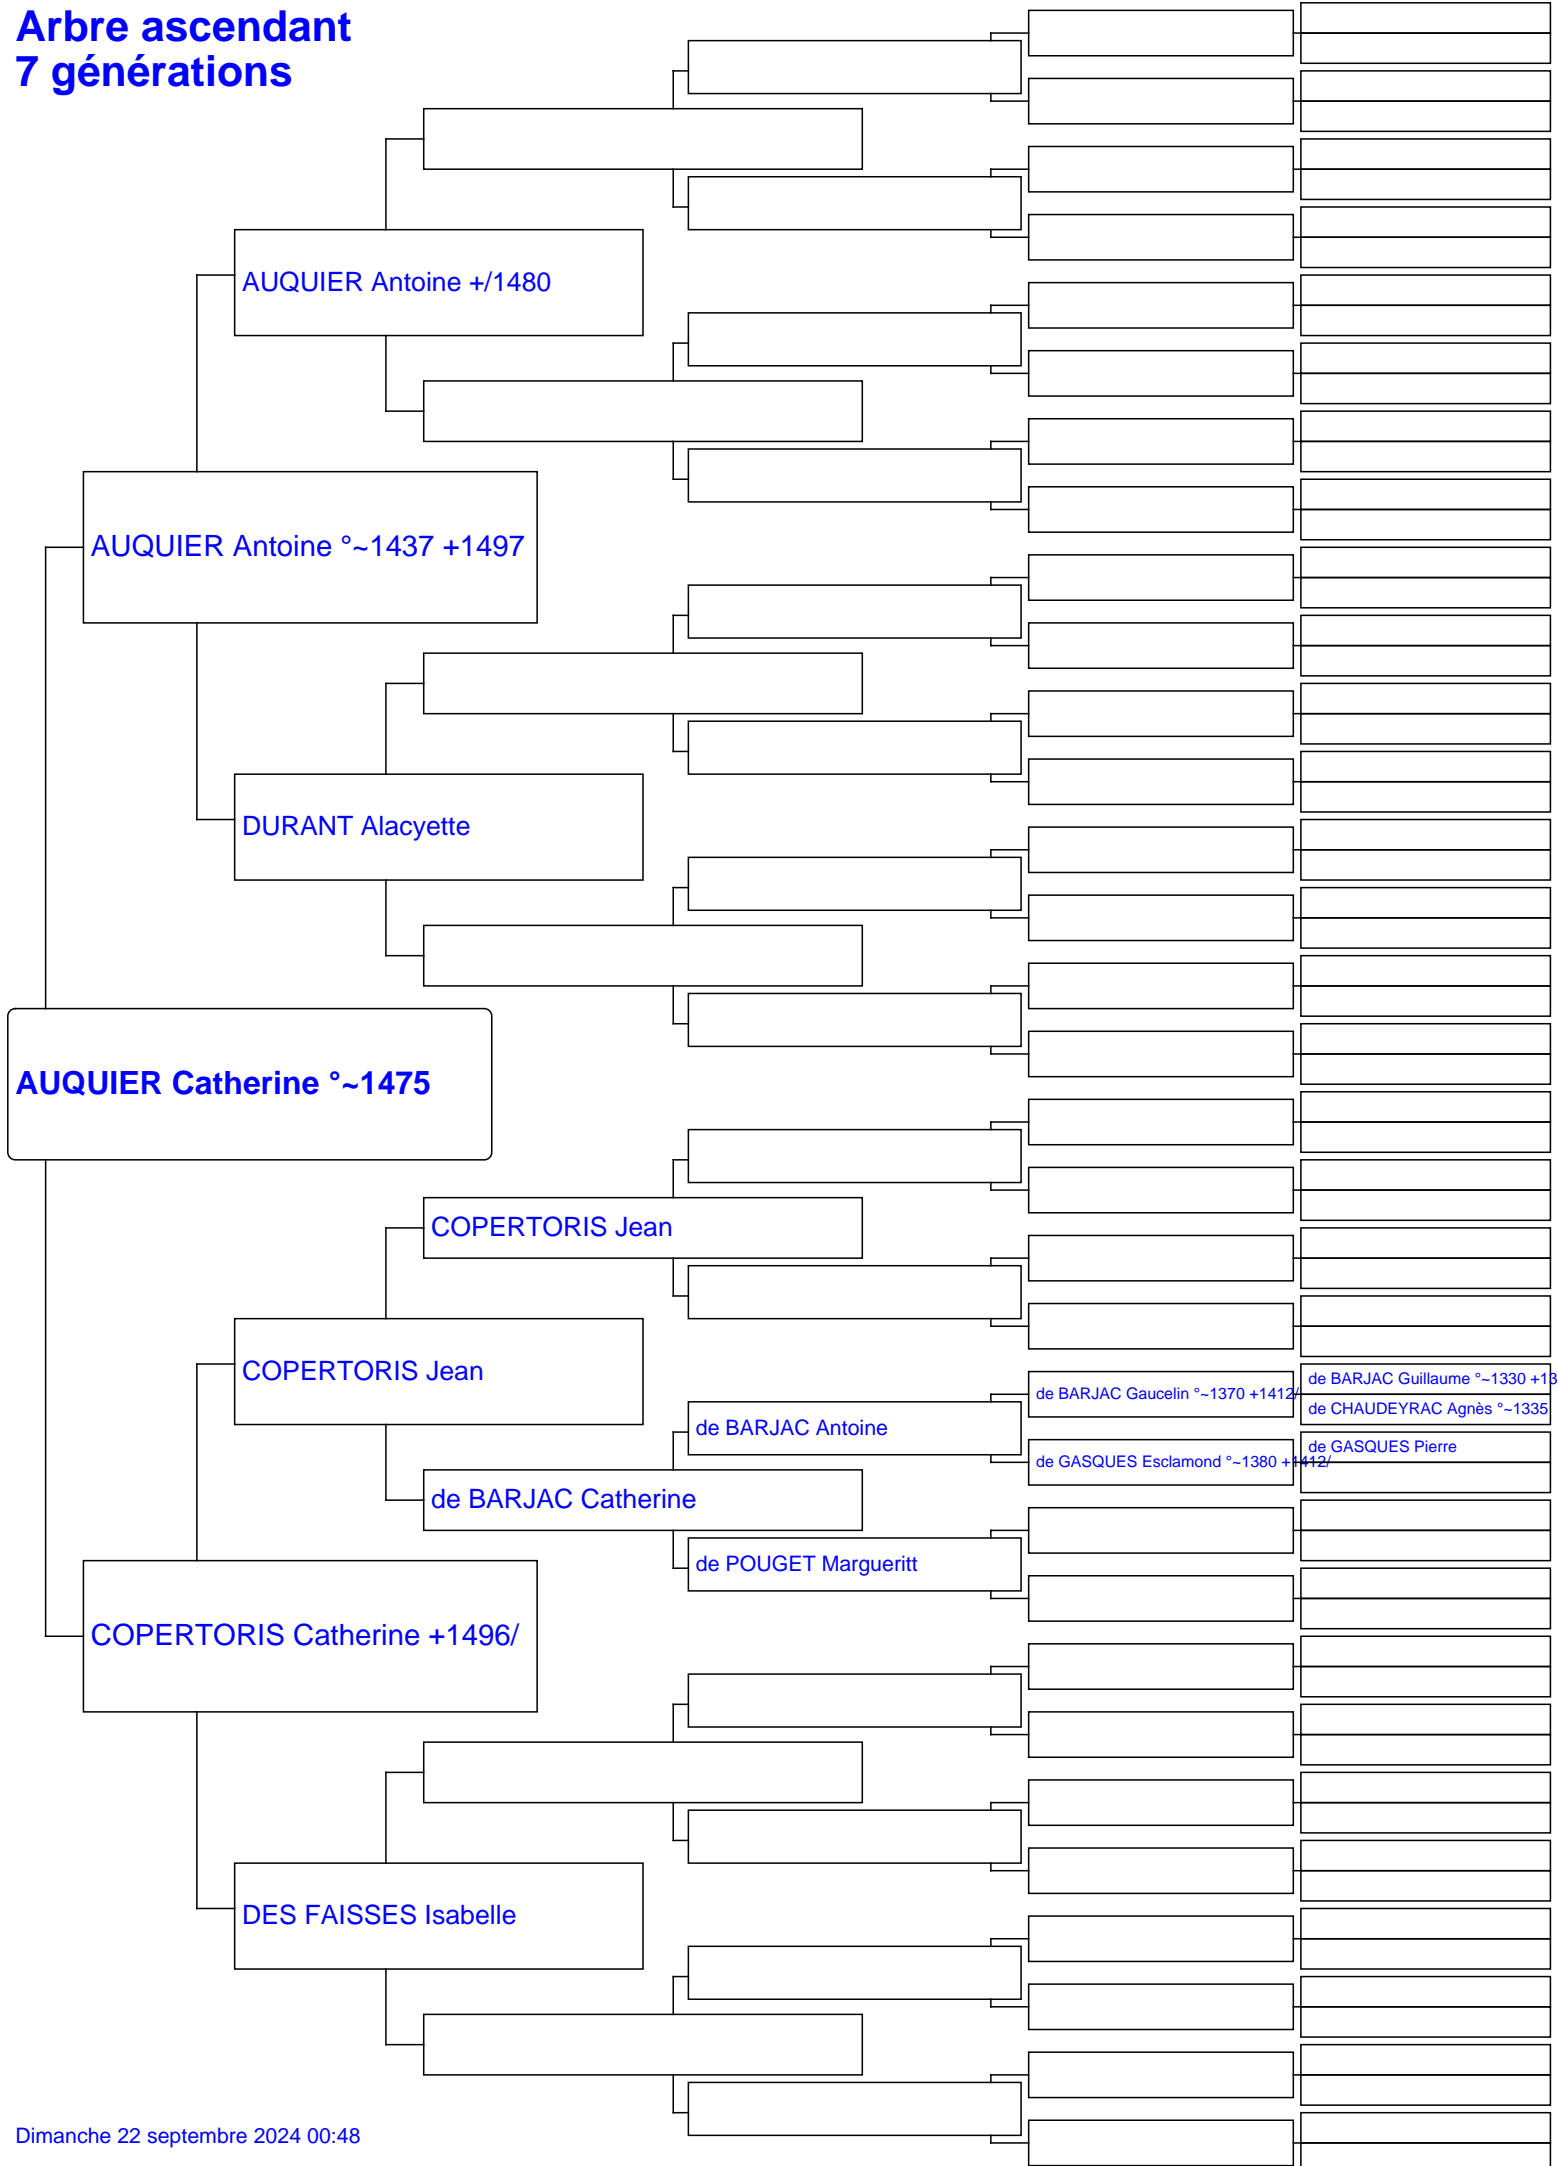 Arbre ascendant
7 générations
AUQUIER Antoine +/1480
AUQUIER Antoine °~1437 +1497
DURANT Alacyette
AUQUIER Catherine °~1475
COPERTORIS Jean
COPERTORIS Jean
de BARJAC Guillaume °~1330 +13
de BARJAC Gaucelin °~1370 +1412/
de CHAUDEYRAC Agnès °~1335
de BARJAC Antoine
de GASQUES Pierre
de GASQUES Esclamond °~1380 +1412/
de BARJAC Catherine
de POUGET Margueritt
COPERTORIS Catherine +1496/
DES FAISSES Isabelle
Dimanche 22 septembre 2024 00:48